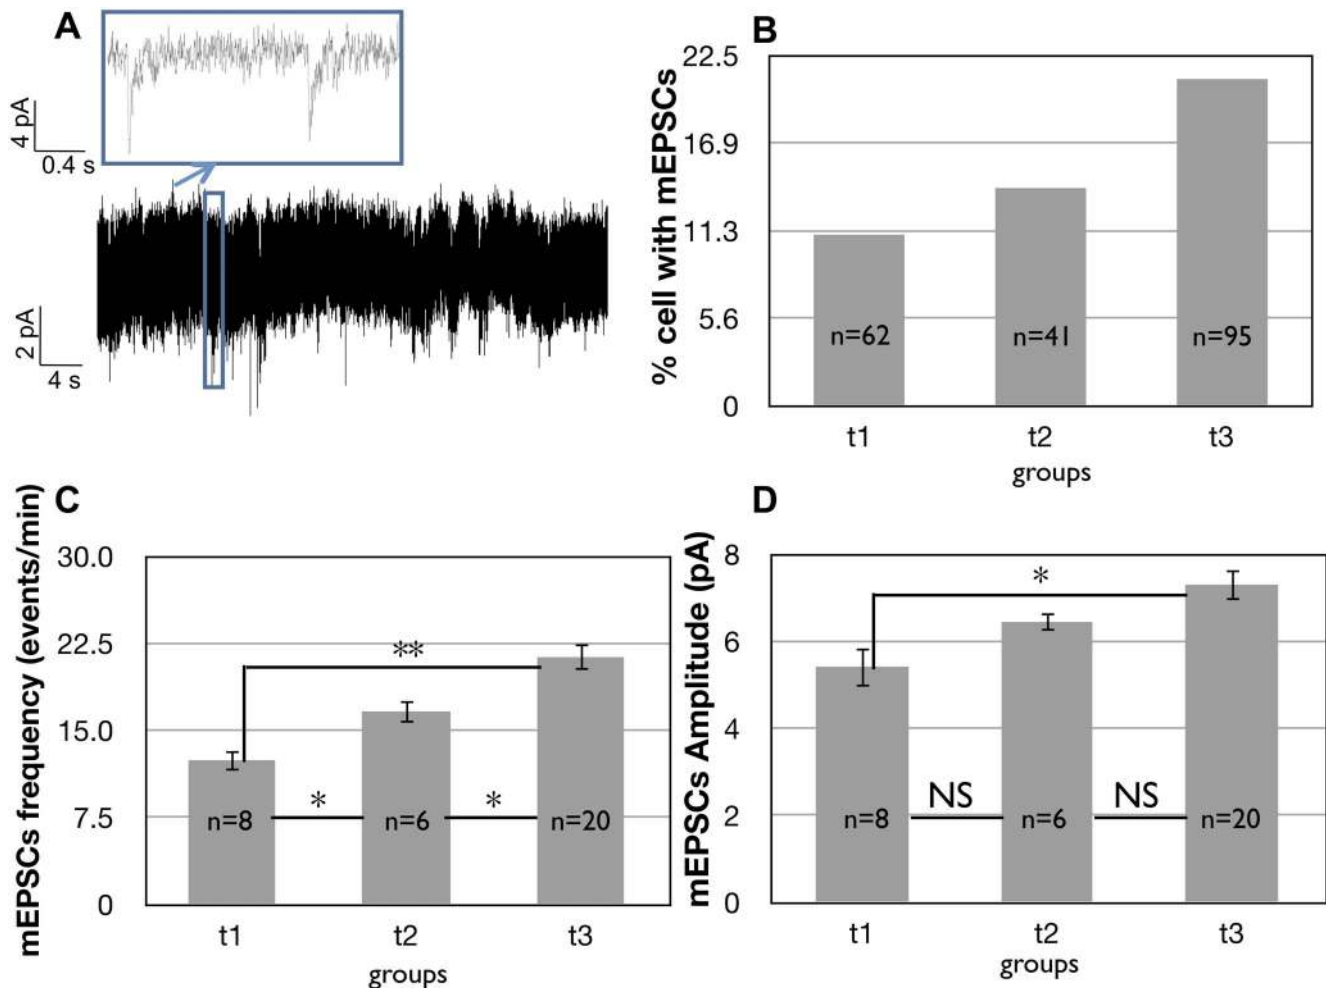 A
4 pA
0.4 s
2 pA
4 s
B
% cell with mEPSCs
22.5
16.9
11.3
5.6
0
n=62
n=41
n=95
t1
t2
t3
groups
C
mEPSCs frequency (events/min)
30.0
22.5
15.0
7.5
0
**
*
*
n=8
n=6
n=20
t1
t2
t3
groups
D
mEPSCs Amplitude (pA)
8
6
4
2
0
*
NS
NS
n=8
n=6
n=20
t1
t2
t3
groups